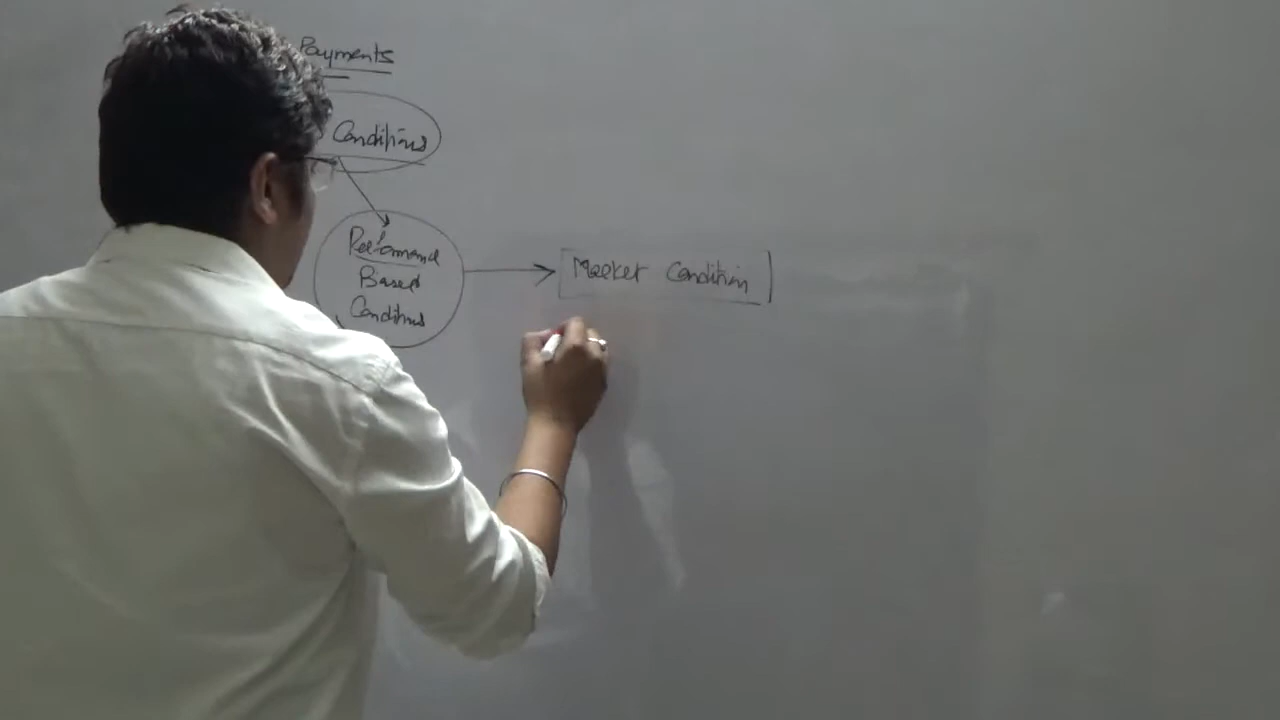 Payments
Conditions
Performance
Based
Conditions
Market Condition